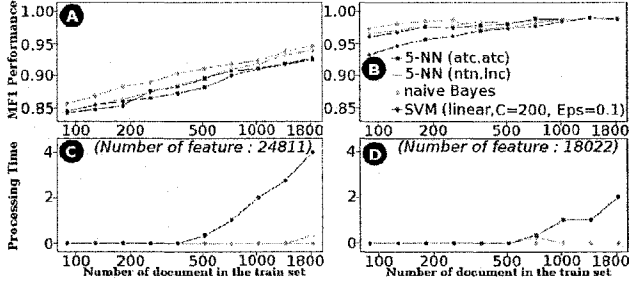 MF1 Performance
1.00
0.95
0.90
0.85
A
100 200 500 1000 1800
1.00
0.95
0.90
0.85
B
5-NN (atc.atc)
5-NN (ntn.lnc)
naive Bayes
SVM (linear,C=200, Eps=0.1)
100 200 500 1000 1800
Processing Time
4
2
0
C
(Number of feature : 24811)
100 200 500 1000 1800
Number of document in the train set
4
2
0
D
(Number of feature : 18022)
100 200 500 1000 1800
Number of document in the train set